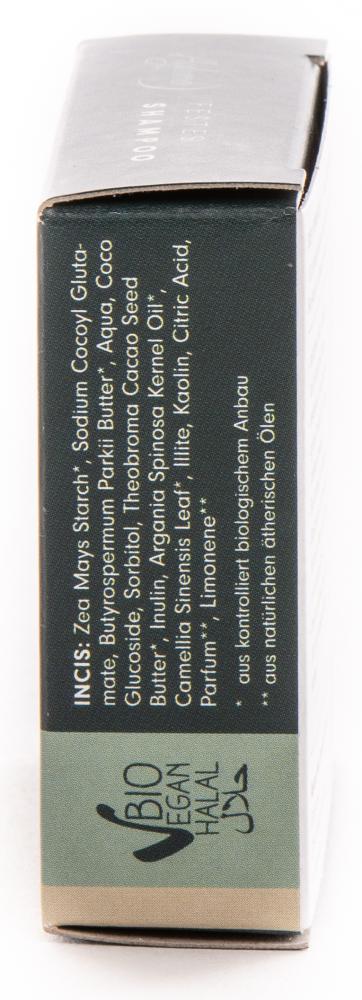 FESTES
SHAMPOO
INCIS: Zea Mays Starch*, Sodium Cocoyl Gluta-
mate, Butyrospermum Parkii Butter*, Aqua, Coco
Glucoside, Sorbitol, Theobroma Cacao Seed
Butter*, Inulin, Argania Spinosa Kernel Oil*,
Camellia Sinensis Leaf*, Illite, Kaolin, Citric Acid,
Parfum**, Limonene**
* aus kontrolliert biologischem Anbau
** aus natürlichen ätherischen Ölen
BIO
VEGAN
HALAL
حلال